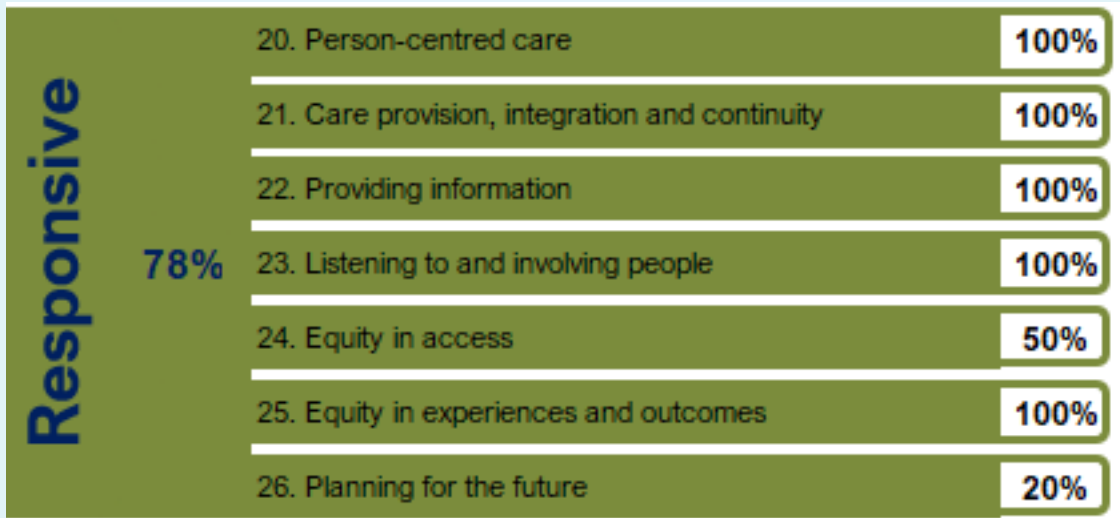 Responsive
78%
20. Person-centred care 100%
21. Care provision, integration and continuity 100%
22. Providing information 100%
23. Listening to and involving people 100%
24. Equity in access 50%
25. Equity in experiences and outcomes 100%
26. Planning for the future 20%